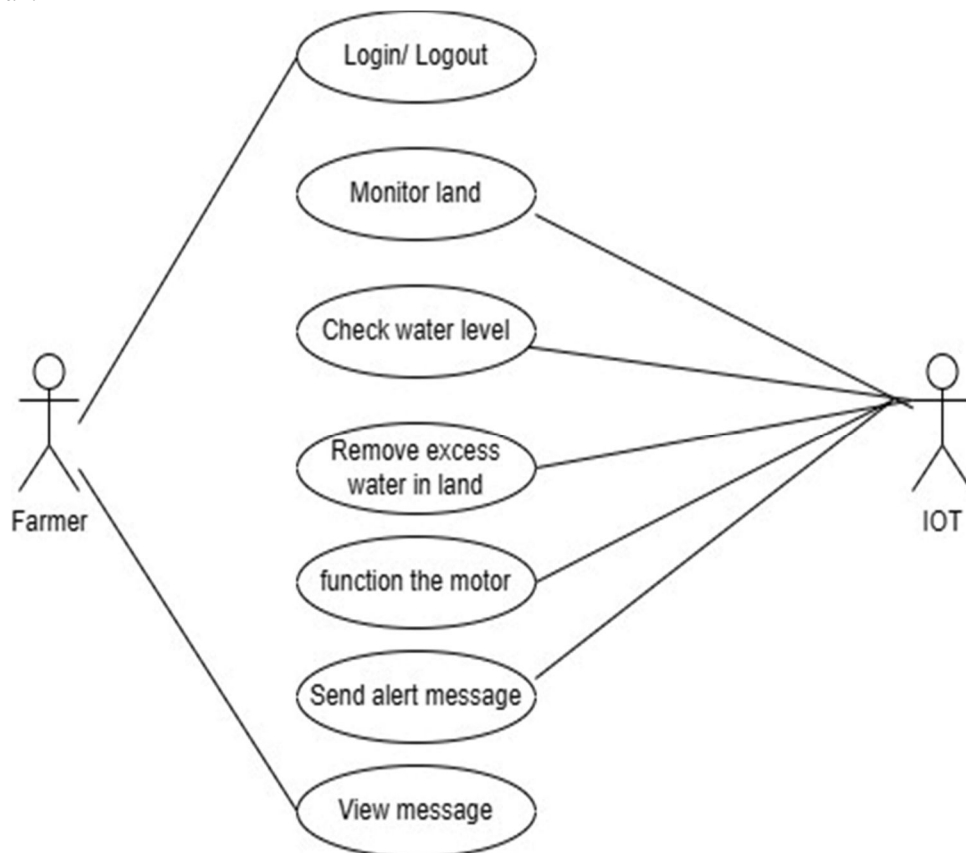 Login/ Logout
Monitor land
Check water level
Remove excess
water in land
Farmer
IOT
function the motor
Send alert message
View message